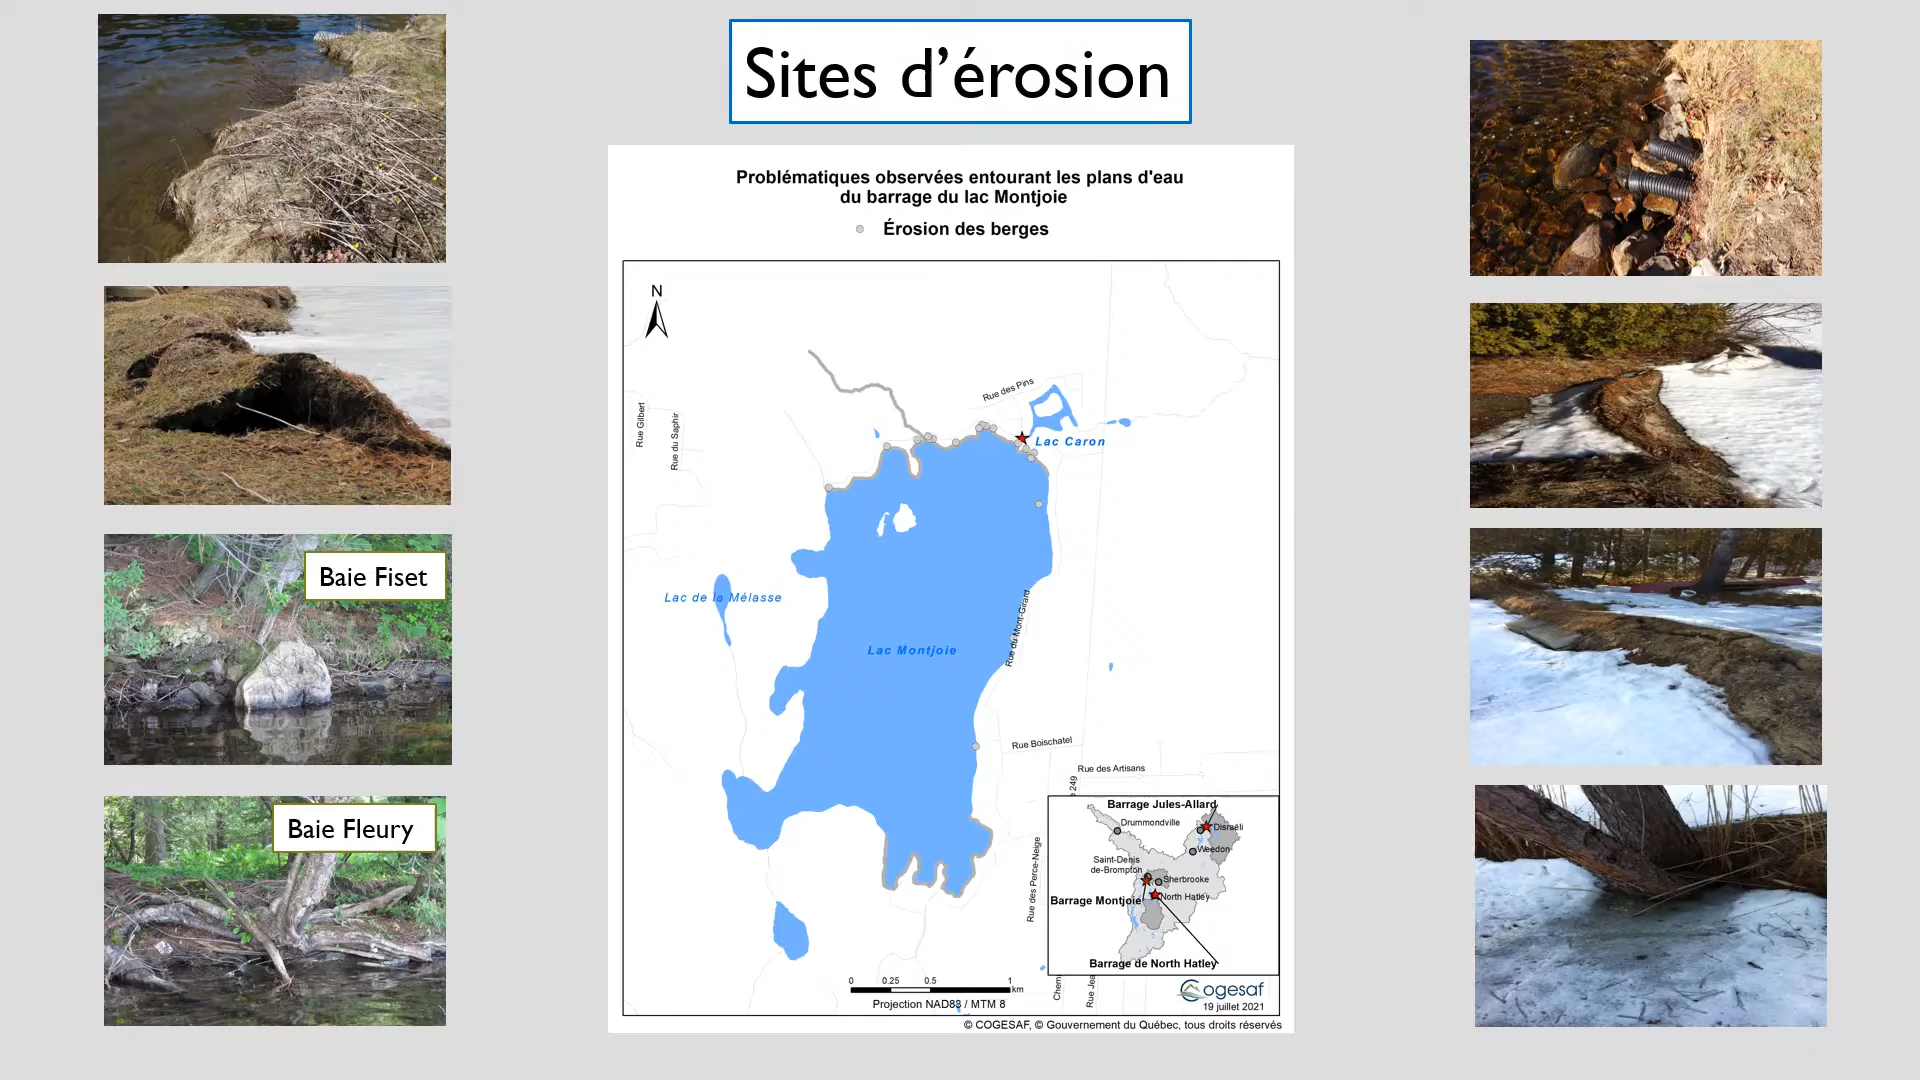 Sites d’érosion
Problématiques observées entourant les plans d'eau
du barrage du lac Montjoie
Érosion des berges
N
Rue des Pins
Rue Gilbert
Rue du Saphir
Lac Caron
Baie Fiset
Lac de la Mélasse
Rue du Mont-Girard
Lac Montjoie
Rue Boischatel
Rue des Artisans
249
Baie Fleury
Barrage Jules-Allard
Drummondville
Disraëli
Weedon
Saint-Denis
de-Brompton
Sherbrooke
North Hatley
Barrage Montjoie
Rue des Perce-Neige
Barrage de North Hatley
0 0.25 0.5 1
km
Projection NAD83 / MTM 8
Chem
Rue Jea
Cogesaf
19 juillet 2021
© COGESAF, © Gouvernement du Québec, tous droits réservés